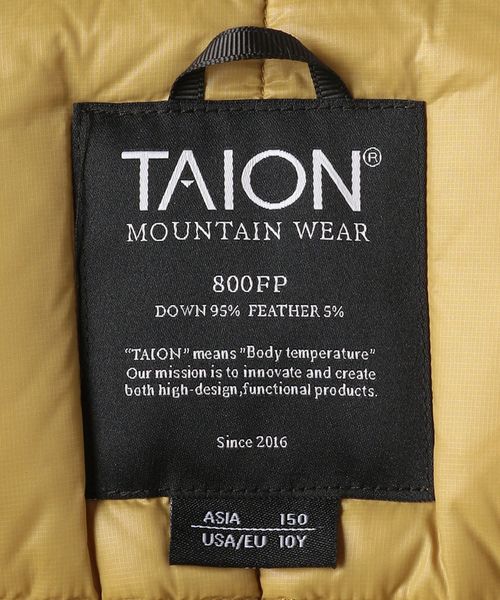 TAION®
MOUNTAIN WEAR
800FP
DOWN 95% FEATHER 5%
"TAION" means "Body temperature"
Our mission is to innovate and create
both high-design,functional products.
Since 2016
ASIA 150
USA/EU 10Y